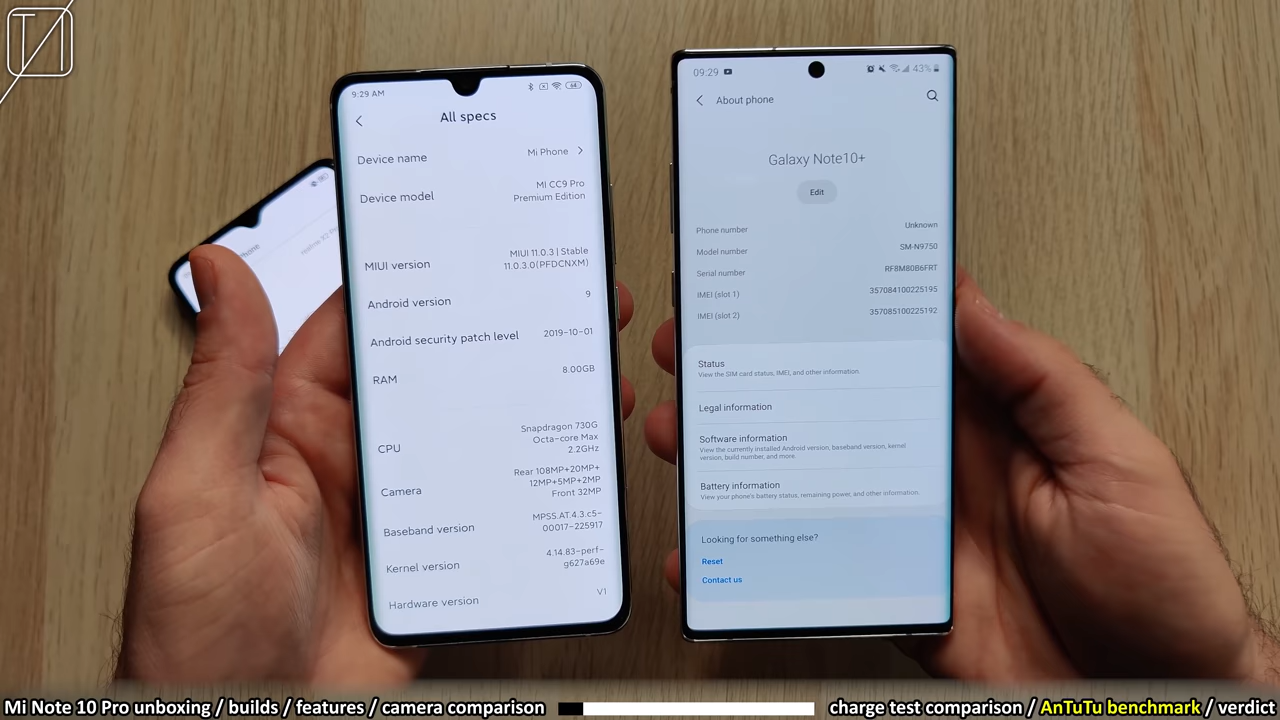 9:29 AM
All specs
Device name
Mi Phone
Device model
MI CC9 Pro
Premium Edition
MIUI version
MIUI 11.0.3 | Stable
11.0.3.0(PFDCNXM)
Android version
9
Android security patch level
2019-10-01
RAM
8.00GB
CPU
Snapdragon 730G
Octa-core Max
2.2GHz
Camera
Rear 108MP+20MP+
12MP+5MP+2MP
Front 32MP
Baseband version
MPSS.AT.4.3.c5-
00017-225917
Kernel version
4.14.83-perf-
g627a69e
Hardware version
V1
09:29
43%
About phone
Galaxy Note10+
Edit
Phone number
Unknown
Model number
SM-N9750
Serial number
RF8M80B6FRT
IMEI (slot 1)
357084100225195
IMEI (slot 2)
357085100225192
Status
View the SIM card status, IMEI, and other information.
Legal information
Software information
View the currently installed Android version, baseband version, kernel
version, build number, and more.
Battery information
View your phone's battery status, remaining power, and other information.
Looking for something else?
Reset
Contact us
Mi Note 10 Pro unboxing / builds / features / camera comparison
charge test comparison / AnTuTu benchmark / verdict